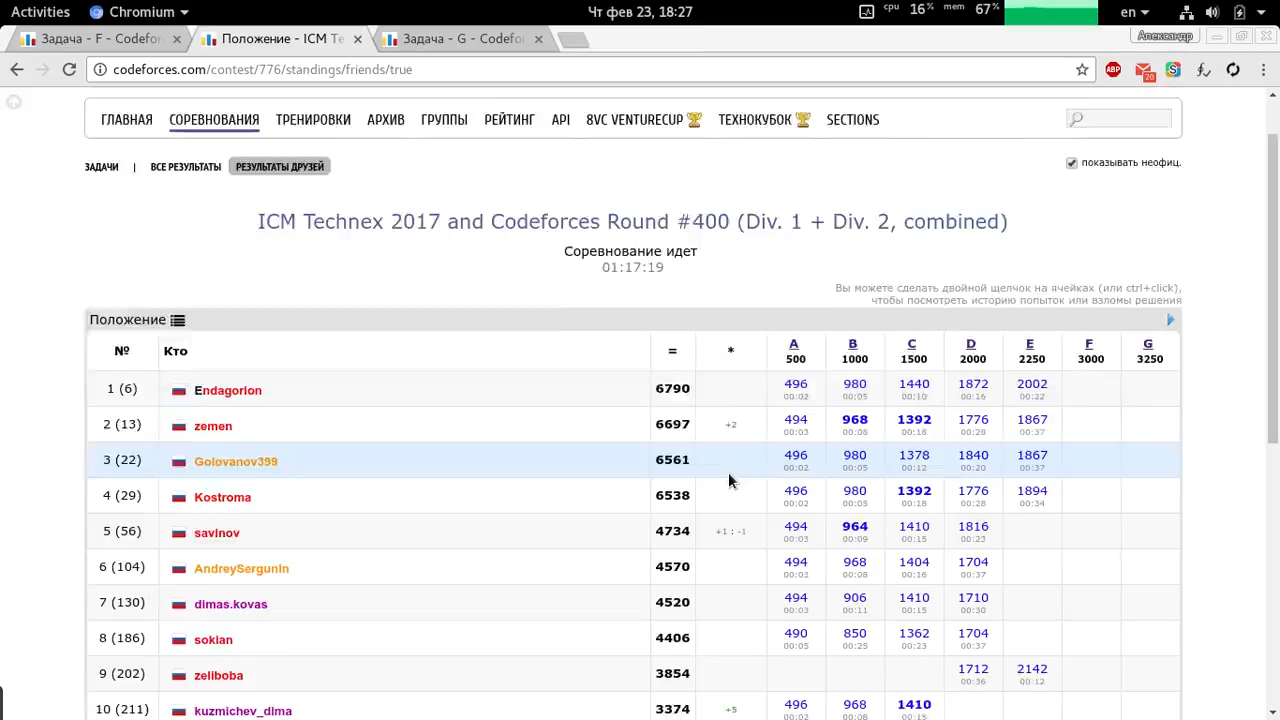 Activities Chromium Чт фев 23, 18:27 cpu 16% mem 67% en
Задача - F - Codefor Положение - ICM Te Задача - G - Codefo Александр
codeforces.com/contest/776/standings/friends/true ABP 20
ГЛАВНАЯ СОРЕВНОВАНИЯ ТРЕНИРОВКИ АРХИВ ГРУППЫ РЕЙТИНГ API 8VC VENTURECUP ТЕХНОКУБОК SECTIONS
ЗАДАЧИ | ВСЕ РЕЗУЛЬТАТЫ РЕЗУЛЬТАТЫ ДРУЗЕЙ показывать неофиц.
ICM Technex 2017 and Codeforces Round #400 (Div. 1 + Div. 2, combined)
Соревнование идет
01:17:19
Вы можете сделать двойной щелчок на ячейках (или ctrl+click),
чтобы посмотреть историю попыток или взломы решения
Положение
№ Кто = * A B C D E F G
500 1000 1500 2000 2250 3000 3250
1 (6) Endagorion 6790 496 980 1440 1872 2002
00:02 00:05 00:10 00:16 00:22
2 (13) zemen 6697 +2 494 968 1392 1776 1867
00:03 00:08 00:18 00:28 00:37
3 (22) Golovanov399 6561 496 980 1378 1840 1867
00:02 00:05 00:12 00:20 00:37
4 (29) Kostroma 6538 496 980 1392 1776 1894
00:02 00:05 00:18 00:28 00:34
5 (56) savinov 4734 +1 : -1 494 964 1410 1816
00:03 00:09 00:15 00:23
6 (104) AndreySergunin 4570 494 968 1404 1704
00:03 00:08 00:16 00:37
7 (130) dimas.kovas 4520 494 906 1410 1710
00:03 00:11 00:15 00:30
8 (186) sokian 4406 490 850 1362 1704
00:05 00:25 00:23 00:37
9 (202) zeliboba 3854 1712 2142
00:36 00:12
10 (211) kuzmichev_dima 3374 +5 496 968 1410
00:02 00:08 00:15